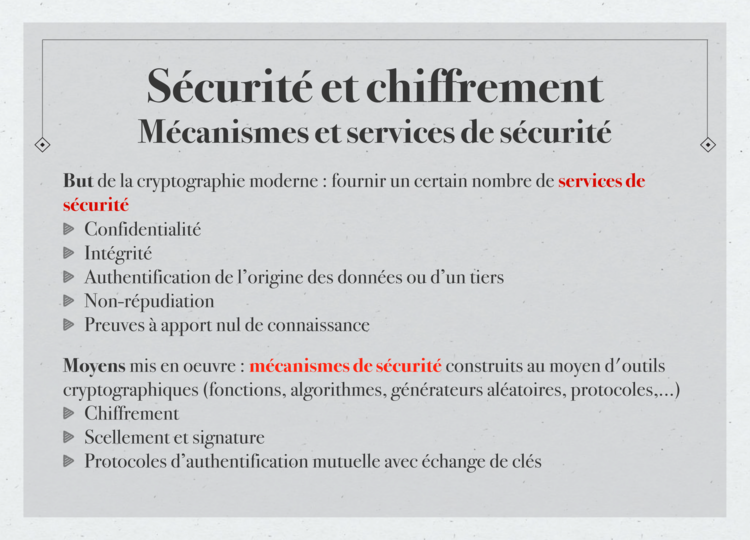 Sécurité et chiffrement
Mécanismes et services de sécurité
But de la cryptographie moderne : fournir un certain nombre de services de
sécurité
Confidentialité
Intégrité
Authentification de l’origine des données ou d’un tiers
Non-répudiation
Preuves à apport nul de connaissance
Moyens mis en oeuvre : mécanismes de sécurité construits au moyen d’outils
cryptographiques (fonctions, algorithmes, générateurs aléatoires, protocoles,...)
Chiffrement
Scellement et signature
Protocoles d’authentification mutuelle avec échange de clés